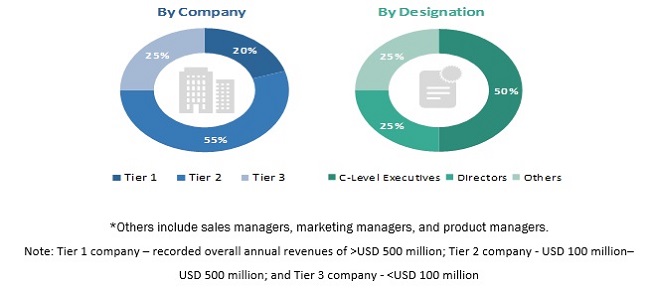 By Company
By Designation
25%
20%
55%
25%
50%
25%
Tier 1 Tier 2 Tier 3
C-Level Executives Directors Others
*Others include sales managers, marketing managers, and product managers.
Note: Tier 1 company – recorded overall annual revenues of >USD 500 million; Tier 2 company - USD 100 million–
USD 500 million; and Tier 3 company - <USD 100 million